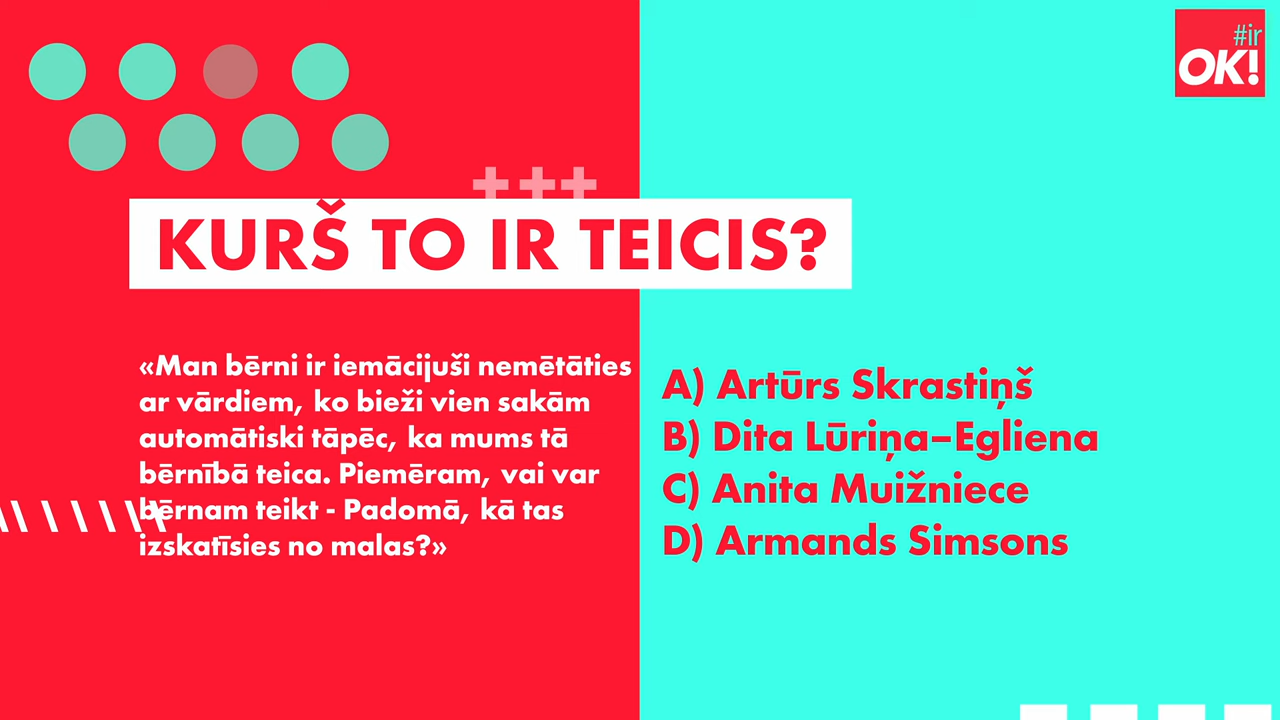 #ir
OK!
KURŠ TO IR TEICIS?
«Man bērni ir iemācijuši nemētāties
ar vārdiem, ko bieži vien sakām
automātiski tāpēc, ka mums tā
bērnībā teica. Piemēram, vai var
bērnam teikt - Padomā, kā tas
izskatīsies no malas?»
A) Artūrs Skrastiņš
B) Dita Lūriņa–Egliena
C) Anita Muižniece
D) Armands Simsons